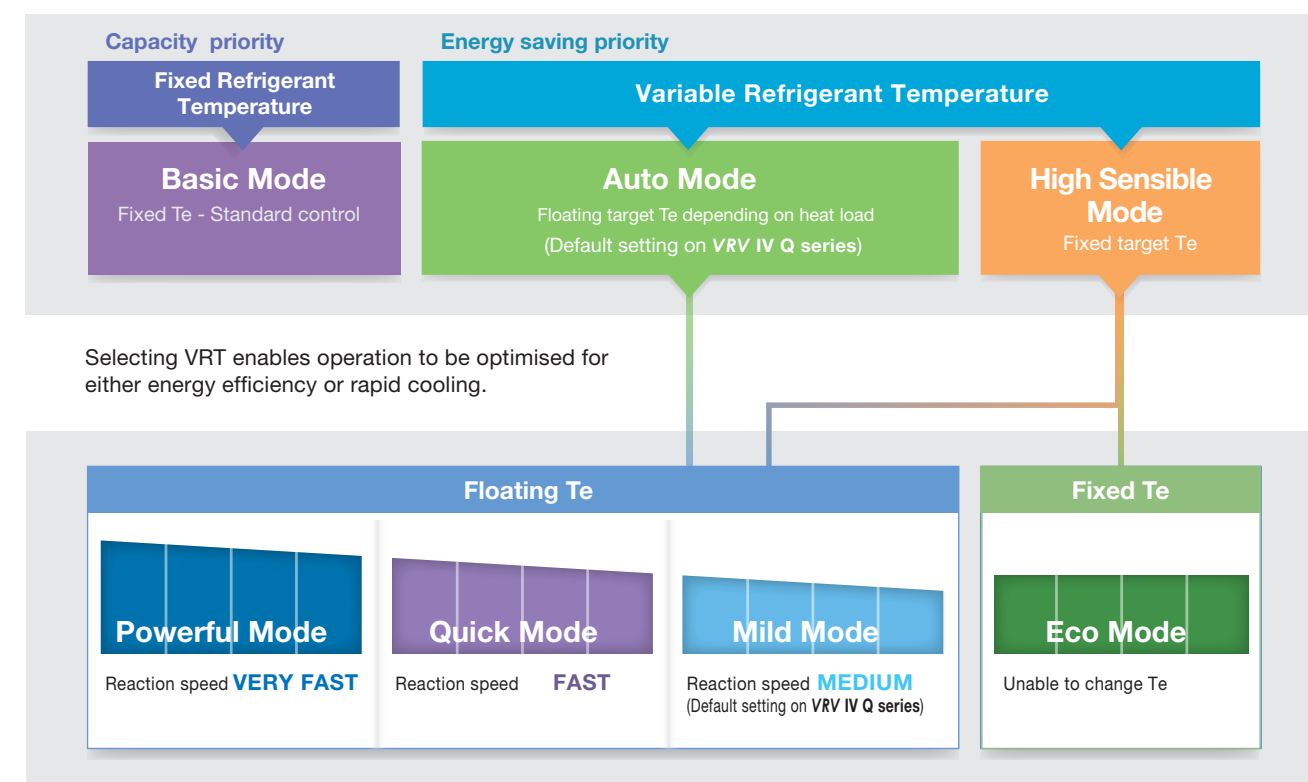 Capacity priority
Energy saving priority
Fixed Refrigerant
Temperature
Variable Refrigerant Temperature
Basic Mode
Fixed Te - Standard control
Auto Mode
Floating target Te depending on heat load
(Default setting on VRV IV Q series)
High Sensible
Mode
Fixed target Te
Selecting VRT enables operation to be optimised for
either energy efficiency or rapid cooling.
Floating Te
Fixed Te
Powerful Mode
Reaction speed VERY FAST
Quick Mode
Reaction speed FAST
Mild Mode
Reaction speed MEDIUM
(Default setting on VRV IV Q series)
Eco Mode
Unable to change Te